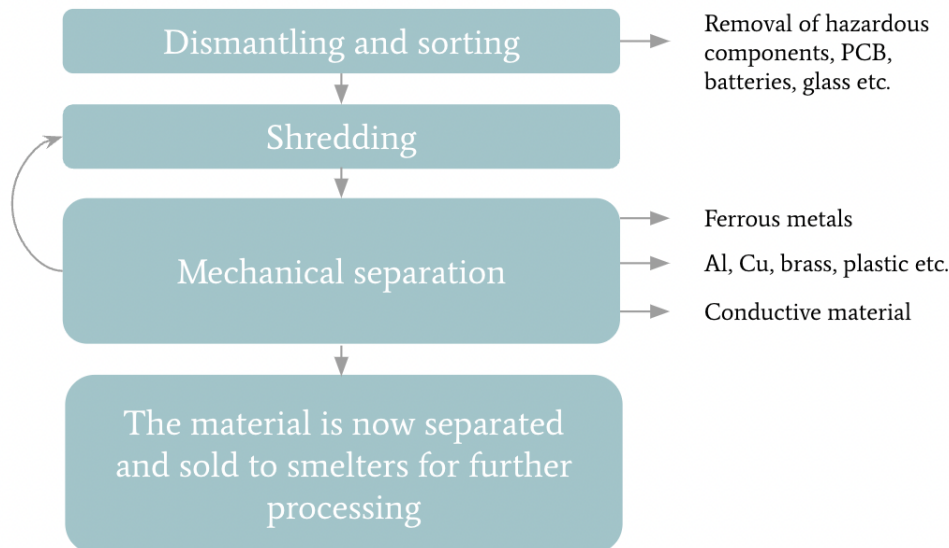 Dismantling and sorting
Removal of hazardous
components, PCB,
batteries, glass etc.
Shredding
Mechanical separation
Ferrous metals
Al, Cu, brass, plastic etc.
Conductive material
The material is now separated
and sold to smelters for further
processing